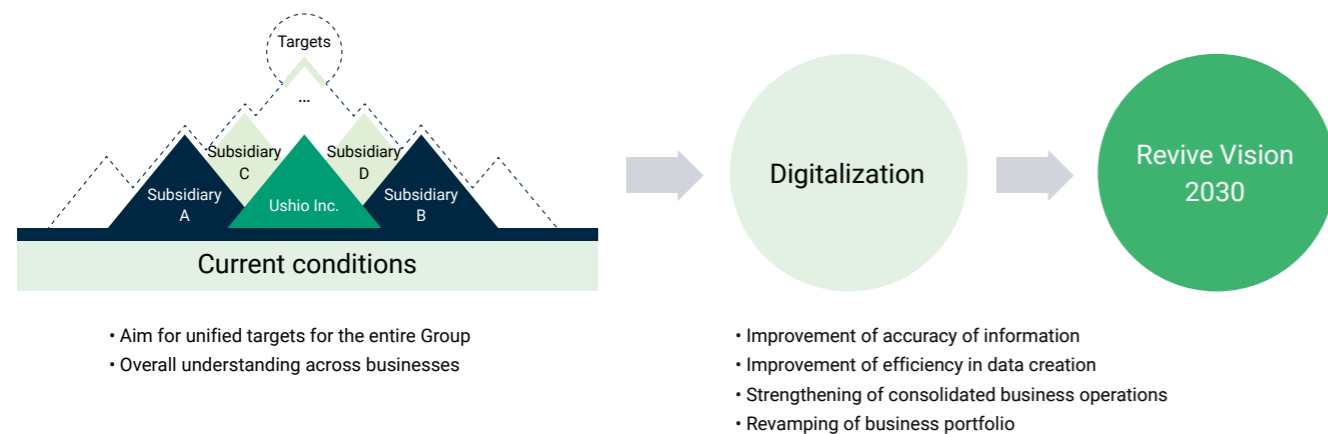 Targets
...
Subsidiary
C
Subsidiary
D
Subsidiary
A
Ushio Inc.
Subsidiary
B
Current conditions
• Aim for unified targets for the entire Group
• Overall understanding across businesses
Digitalization
• Improvement of accuracy of information
• Improvement of efficiency in data creation
• Strengthening of consolidated business operations
• Revamping of business portfolio
Revive Vision
2030